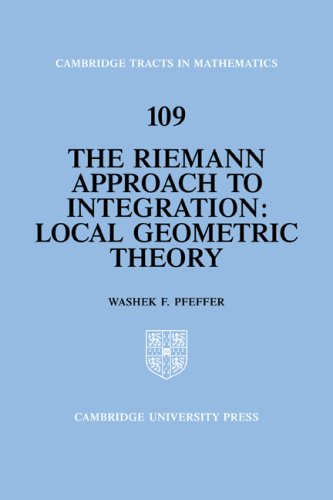 CAMBRIDGE TRACTS IN MATHEMATICS
109
THE RIEMANN
APPROACH TO
INTEGRATION:
LOCAL GEOMETRIC
THEORY
WASHEK F. PFEFFER
CAMBRIDGE UNIVERSITY PRESS